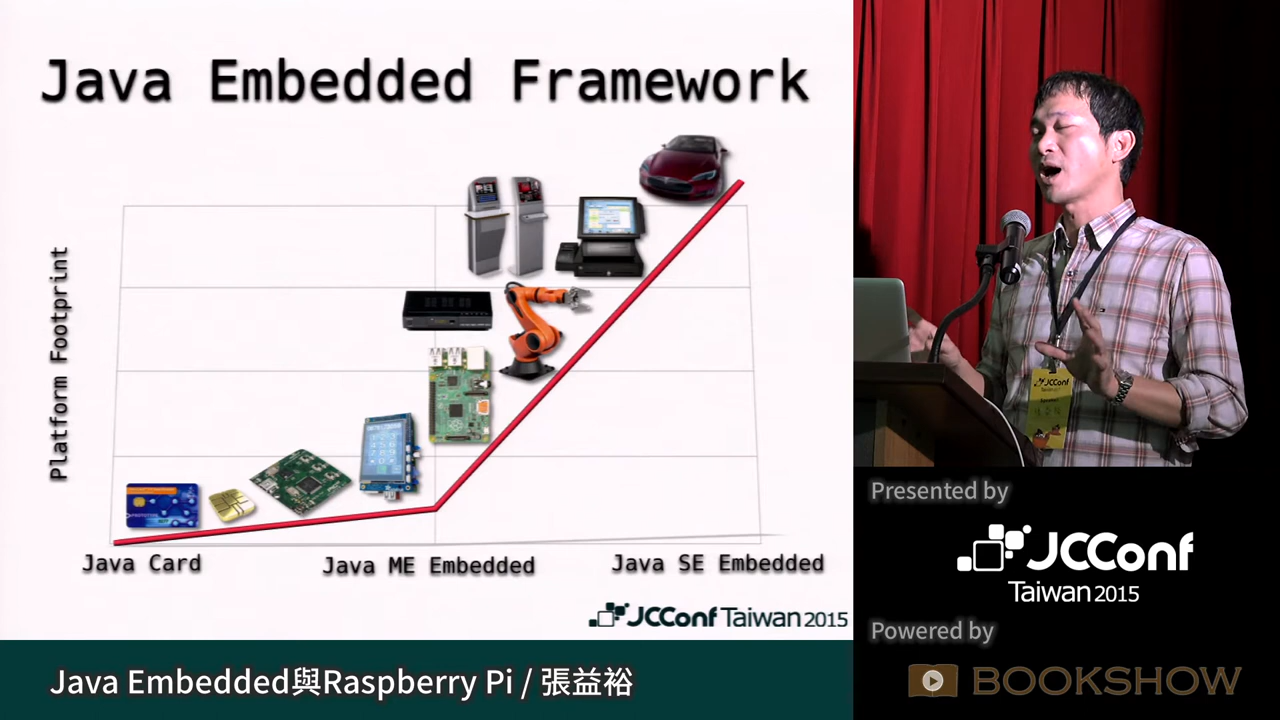 Java Embedded Framework
Platform Footprint
Java Card
Java ME Embedded
Java SE Embedded
JCConf Taiwan 2015
Java Embedded與Raspberry Pi / 張益裕
JCConf
Presented by
JCConf
Taiwan 2015
Powered by
BOOKSHOW